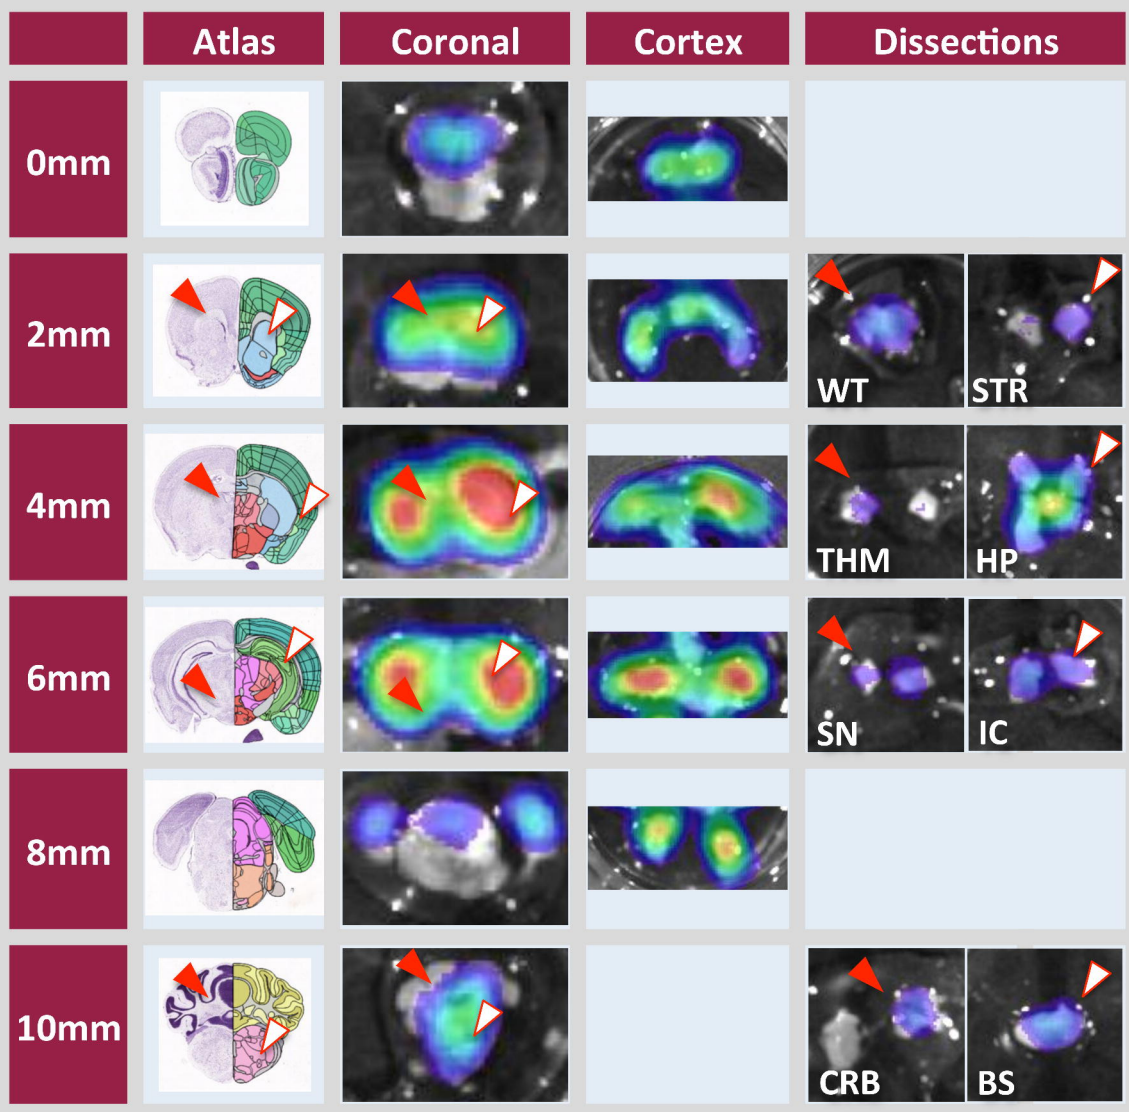 Atlas Coronal Cortex Dissections
0mm
2mm
WT STR
4mm
THM HP
6mm
SN IC
8mm
10mm
CRB BS